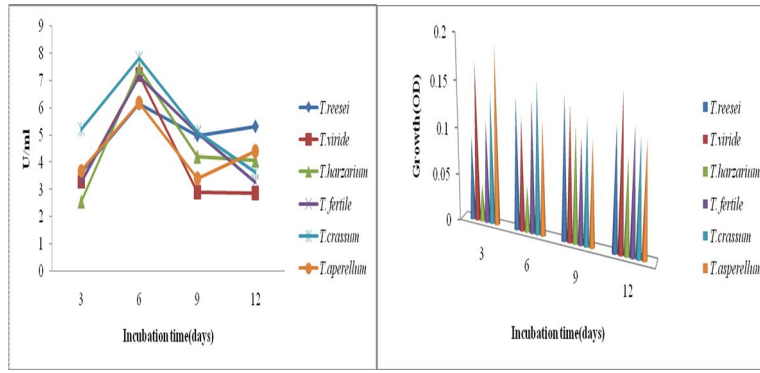 U/ml
9
8
7
6
5
4
3
2
1
0
3 6 9 12
Incubation time(days)
T.reesei
T.viride
T.harzarium
T.fertile
T.crassum
T.aperellum
Growth(OD)
0.2
0.15
0.1
0.05
0
3
6
9
12
Incubation time(days)
T.reesei
T.viride
T.harzarium
T. fertile
T.crassum
T.asperellum